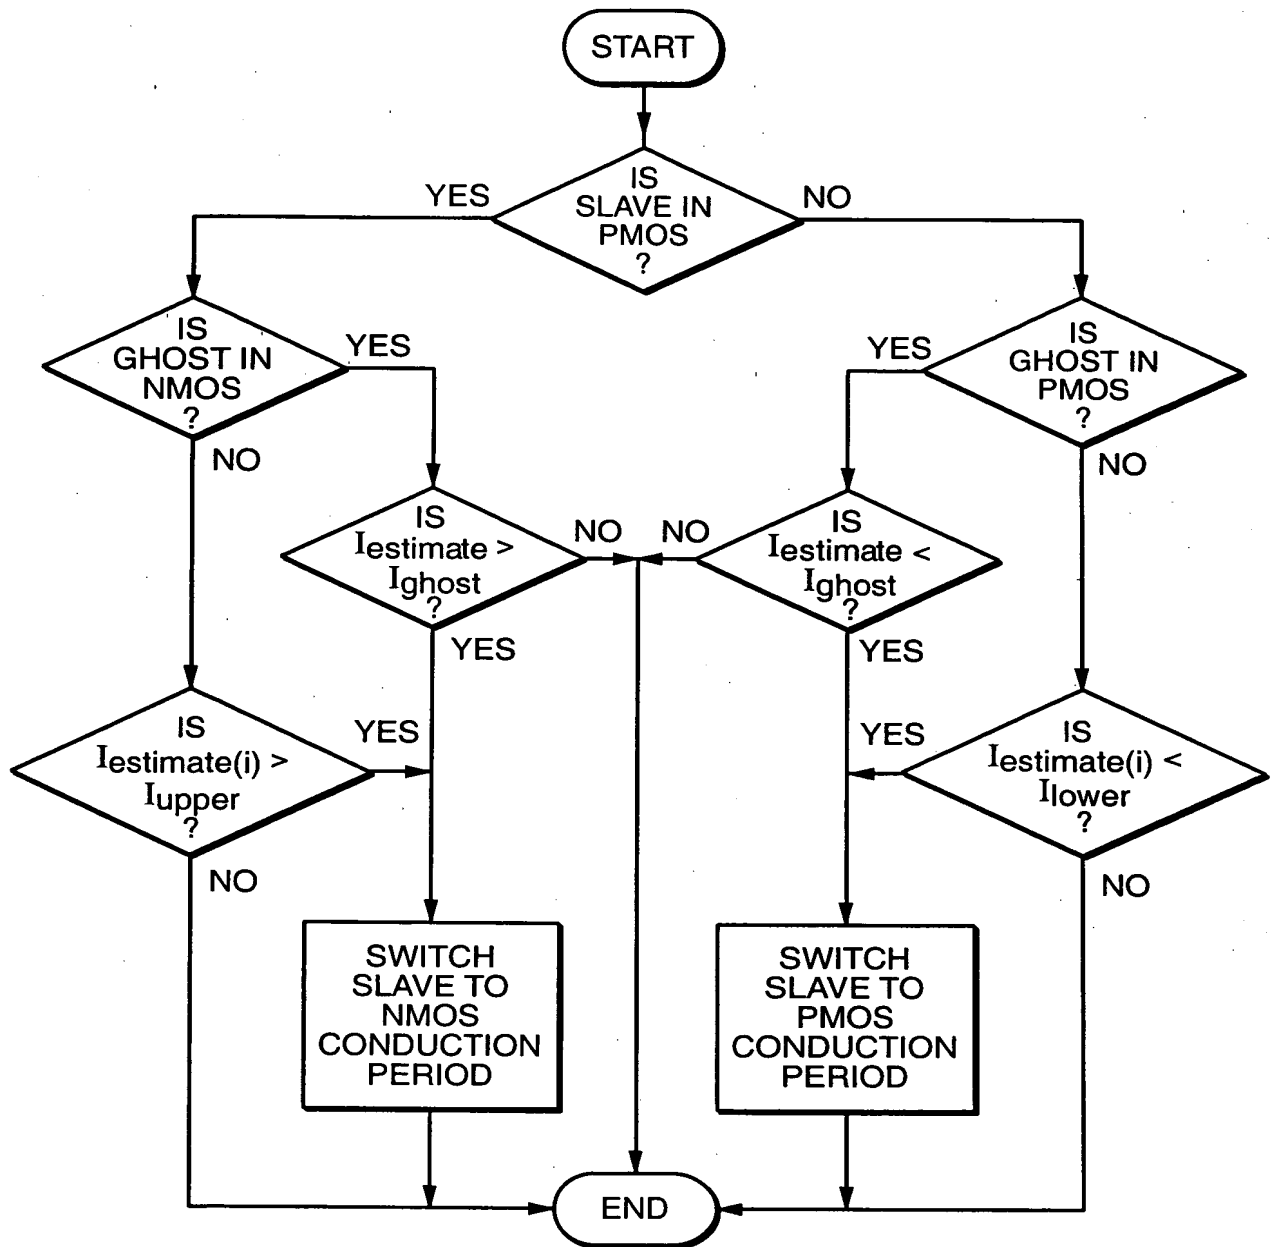 START
IS
SLAVE IN
PMOS
?
YES
NO
IS
GHOST IN
NMOS
?
YES
NO
IS
GHOST IN
PMOS
?
YES
NO
IS
Iestimate >
Ighost
?
NO
YES
IS
Iestimate <
Ighost
?
NO
YES
IS
Iestimate(i) >
Iupper
?
YES
NO
IS
Iestimate(i) <
Ilower
?
YES
NO
SWITCH
SLAVE TO
NMOS
CONDUCTION
PERIOD
SWITCH
SLAVE TO
PMOS
CONDUCTION
PERIOD
END